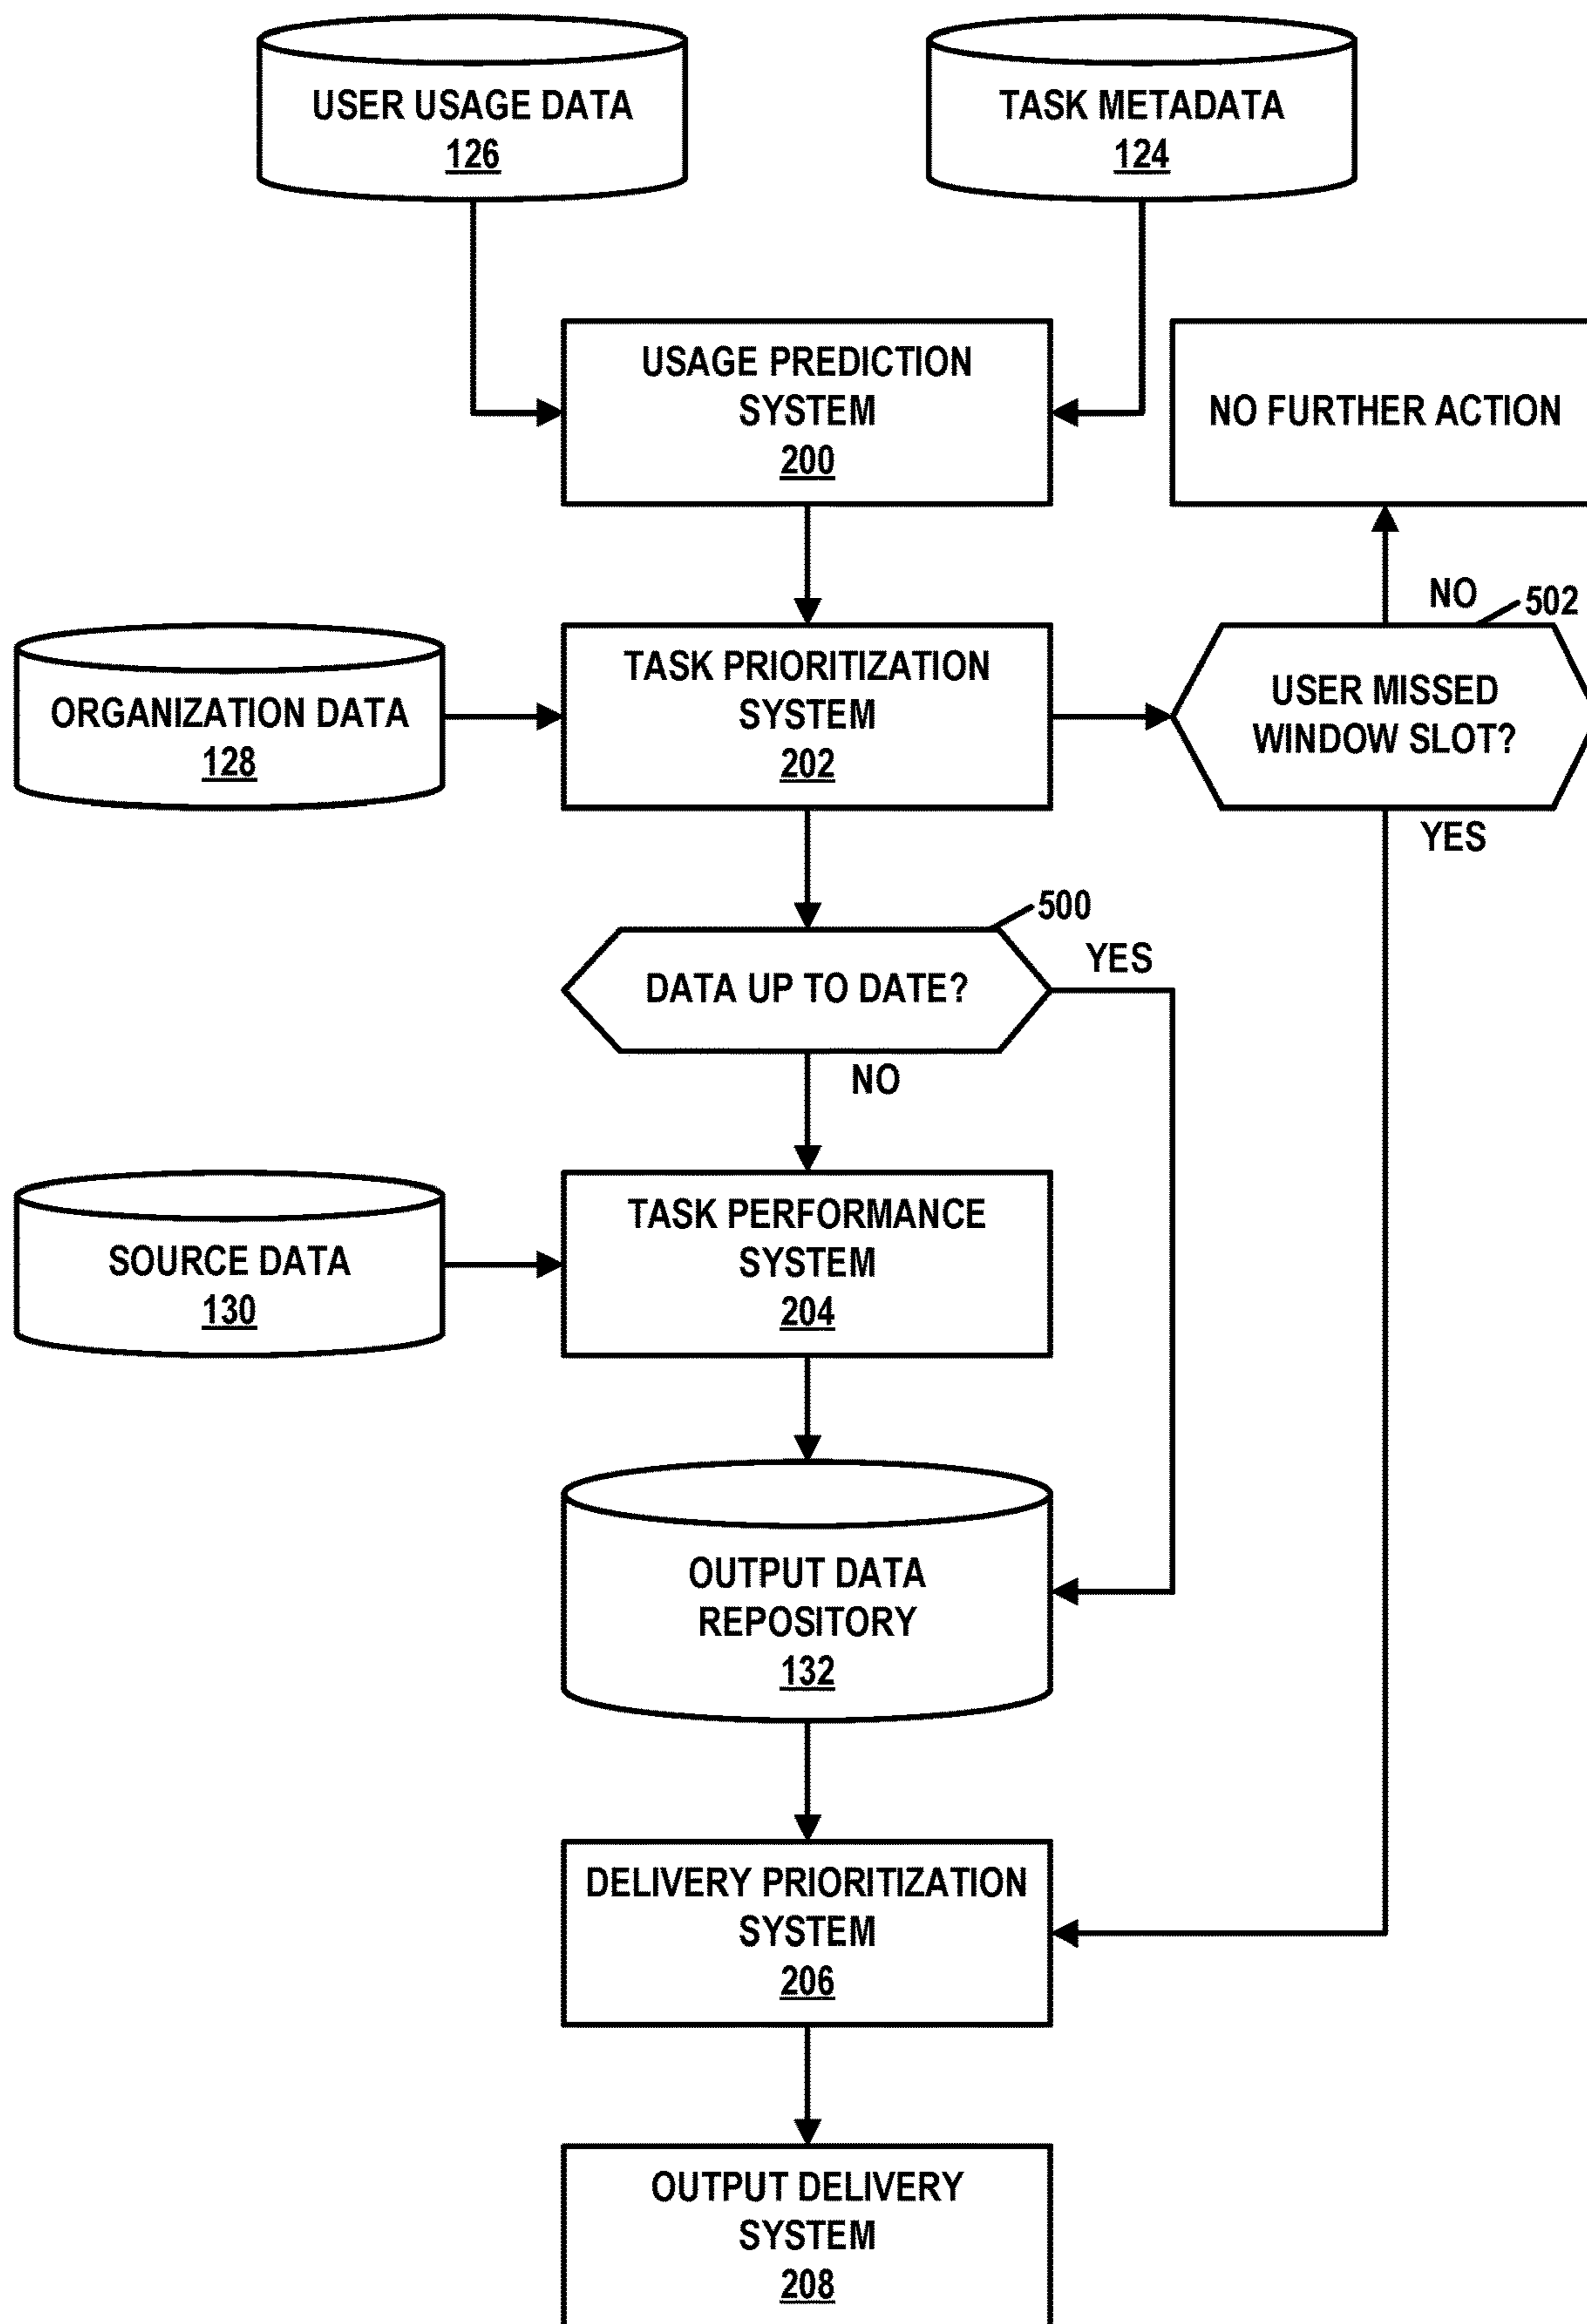 USER USAGE DATA
126
TASK METADATA
124
USAGE PREDICTION
SYSTEM
200
NO FURTHER ACTION
NO
502
ORGANIZATION DATA
128
TASK PRIORITIZATION
SYSTEM
202
USER MISSED
WINDOW SLOT?
YES
500
DATA UP TO DATE?
YES
NO
SOURCE DATA
130
TASK PERFORMANCE
SYSTEM
204
OUTPUT DATA
REPOSITORY
132
DELIVERY PRIORITIZATION
SYSTEM
206
OUTPUT DELIVERY
SYSTEM
208